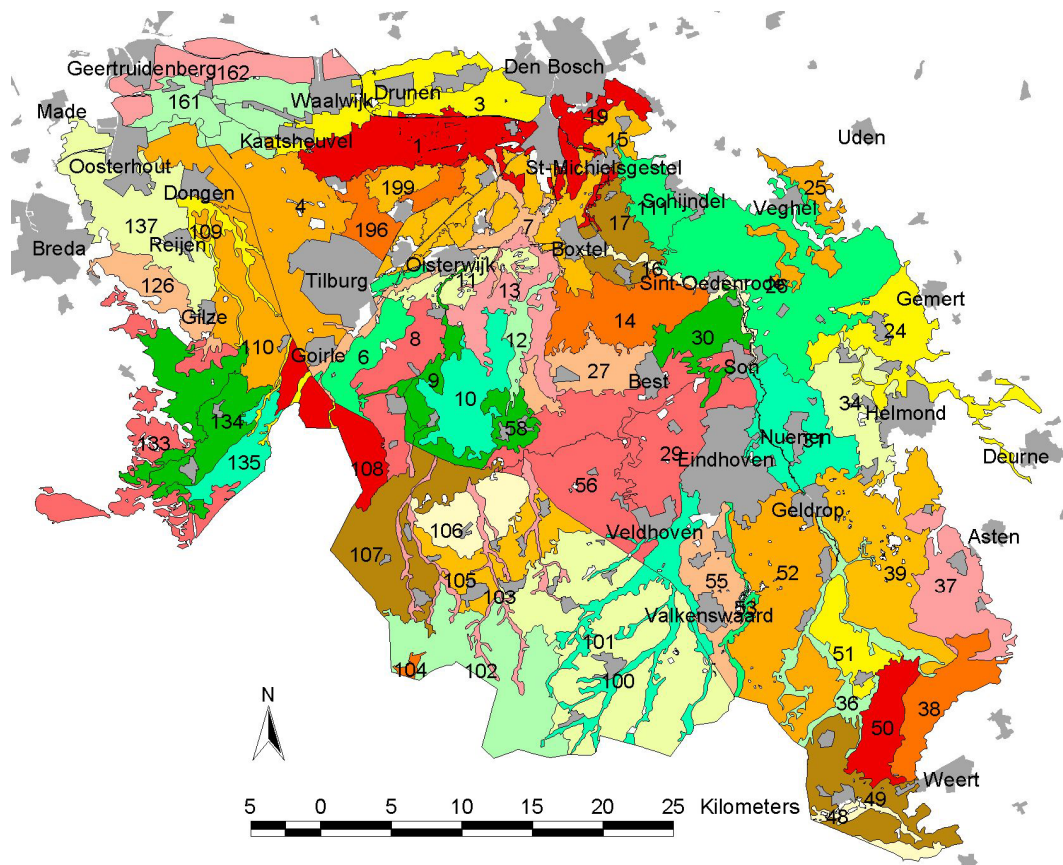 Geertruidenberg
162
Den Bosch
Drunen
Made
161
Waalwijk
3
19
Kaatsheuvel
1
15
Uden
Oosterhout
St-Michielsgestel
199
25
Dongen
4
Schijndel
Veghel
111
17
109
137
196
7
Breda
Reijen
Boxtel
Oisterwijk
16
11
Tilburg
126
13
Sint-Oedenrode
26
Gemert
Gilze
14
24
110
Goirle
6
8
12
30
27
Son
9
Best
10
34
Helmond
134
58
133
Nuenen
31
29
Eindhoven
Deurne
135
108
56
Geldrop
106
Veldhoven
Asten
107
52
39
105
55
37
103
53
Valkenswaard
101
51
104
102
100
36
38
50
N
Weert
49
48
5 0 5 10 15 20 25 Kilometers